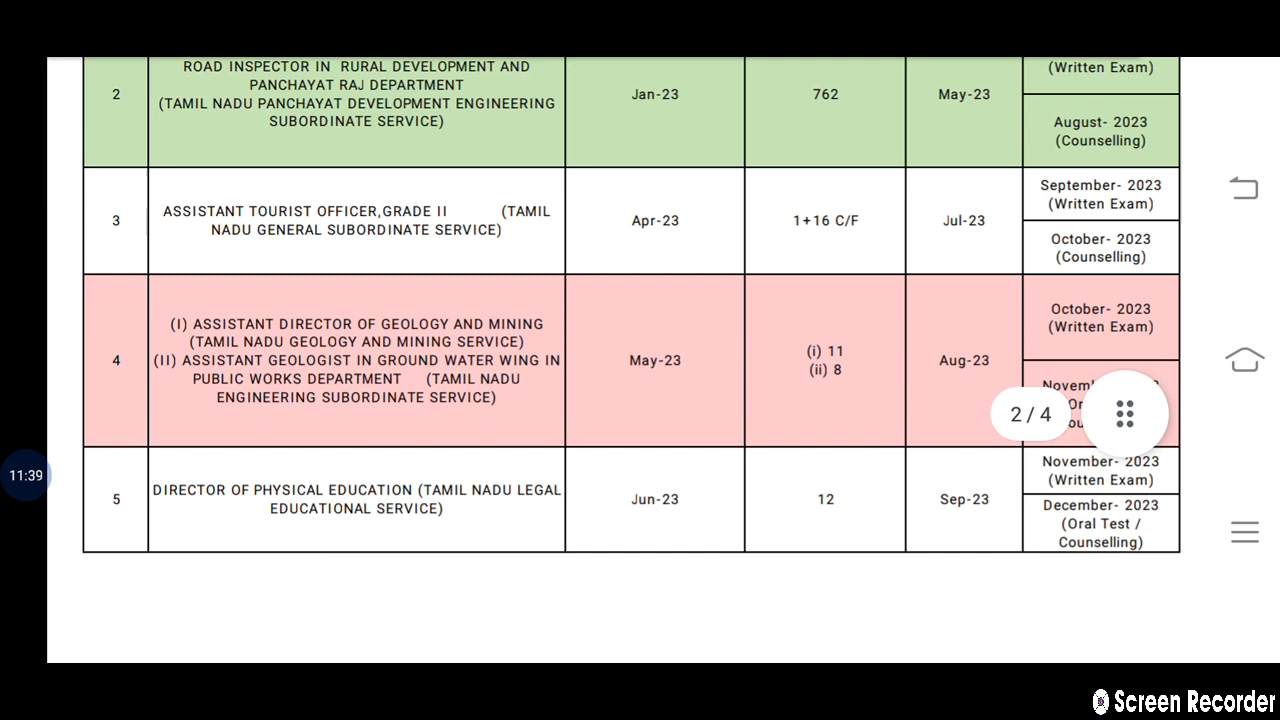 2
ROAD INSPECTOR IN RURAL DEVELOPMENT AND
PANCHAYAT RAJ DEPARTMENT
(TAMIL NADU PANCHAYAT DEVELOPMENT ENGINEERING
SUBORDINATE SERVICE)
Jan-23
762
May-23
(Written Exam)
August- 2023
(Counselling)
3
ASSISTANT TOURIST OFFICER,GRADE II (TAMIL
NADU GENERAL SUBORDINATE SERVICE)
Apr-23
1+16 C/F
Jul-23
September- 2023
(Written Exam)
October- 2023
(Counselling)
4
(I) ASSISTANT DIRECTOR OF GEOLOGY AND MINING
(TAMIL NADU GEOLOGY AND MINING SERVICE)
(II) ASSISTANT GEOLOGIST IN GROUND WATER WING IN
PUBLIC WORKS DEPARTMENT (TAMIL NADU
ENGINEERING SUBORDINATE SERVICE)
May-23
(i) 11
(ii) 8
Aug-23
October- 2023
(Written Exam)
2 / 4
11:39
5
DIRECTOR OF PHYSICAL EDUCATION (TAMIL NADU LEGAL
EDUCATIONAL SERVICE)
Jun-23
12
Sep-23
November- 2023
(Written Exam)
December- 2023
(Oral Test /
Counselling)
Screen Recorder